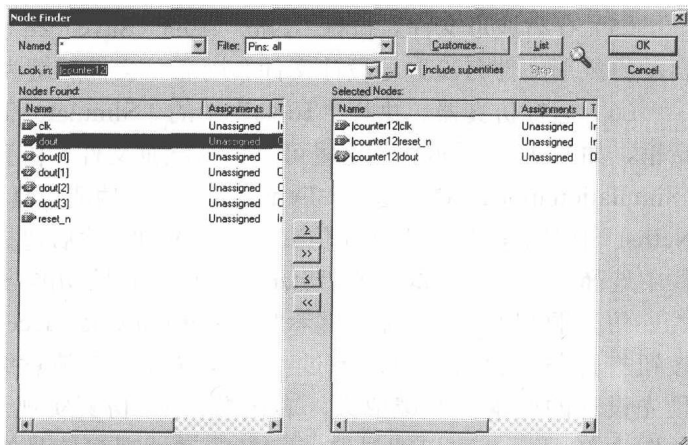 Node Finder
Named: * Filter: Pins: all Customize... List OK
Look in: |counter12| ... Include subentities Stop Cancel
Nodes Found: Selected Nodes:
Name Assignments T Name Assignments T
clk Unassigned In |counter12|clk Unassigned In
dout Unassigned O |counter12|reset_n Unassigned In
dout[0] Unassigned O |counter12|dout Unassigned O
dout[1] Unassigned O
dout[2] Unassigned O
dout[3] Unassigned O
reset_n Unassigned In
≥
>>
≤
<<